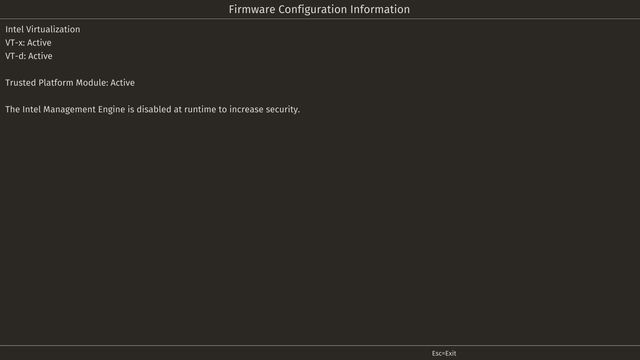 Firmware Configuration Information
Intel Virtualization
VT-x: Active
VT-d: Active
Trusted Platform Module: Active
The Intel Management Engine is disabled at runtime to increase security.
Esc=Exit